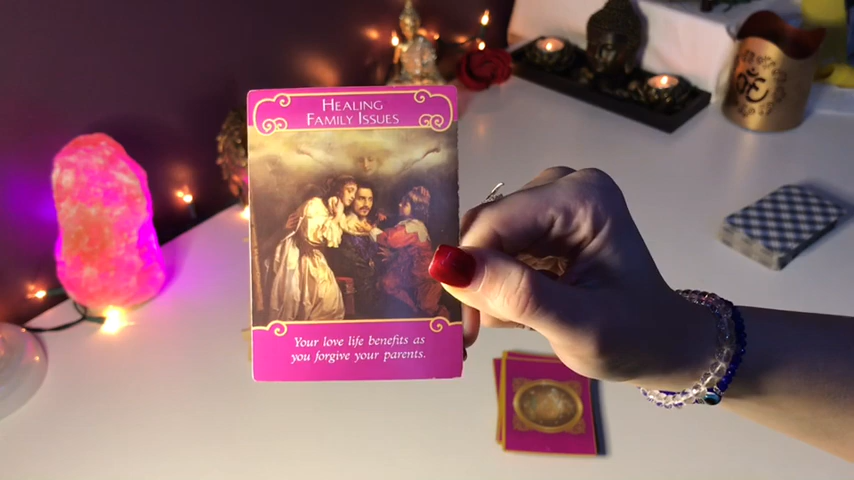 HEALING
FAMILY ISSUES
Your love life benefits as
you forgive your parents.
ॐ